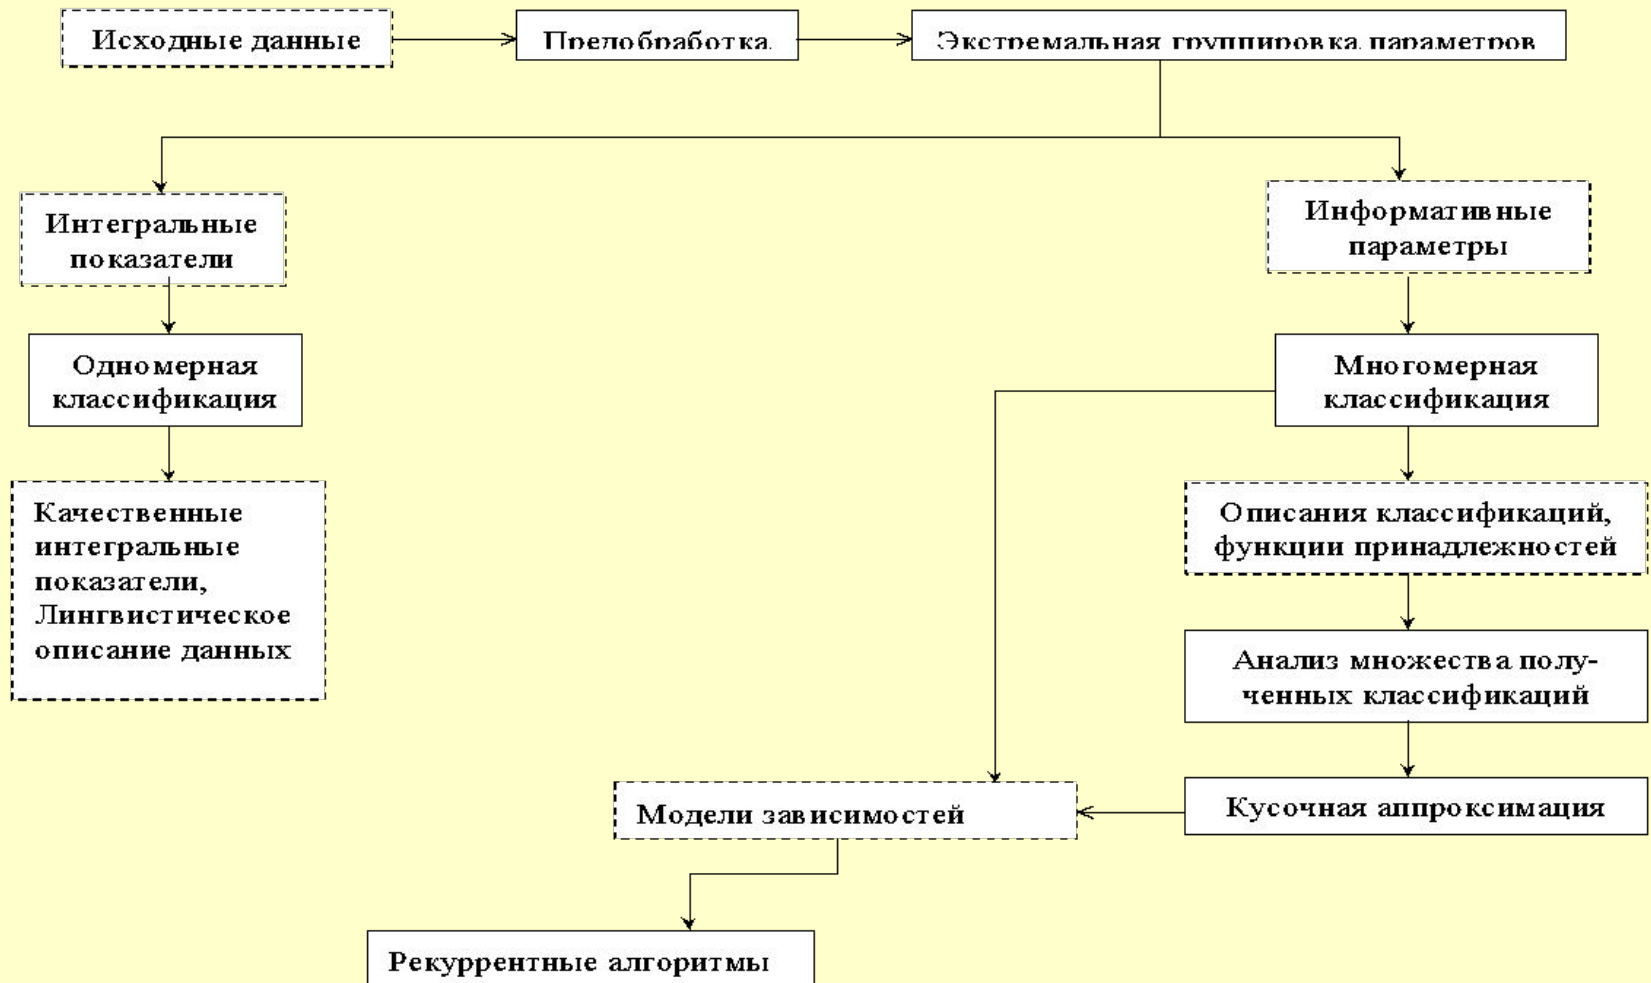 Исходные данные
Предобработка
Экстремальная группировка параметров
Интегральные
показатели
Информативные
параметры
Одномерная
классификация
Многомерная
классификация
Качественные
интегральные
показатели,
Лингвистическое
описание данных
Описания классификаций,
функции принадлежностей
Анализ множества полу-
ченных классификаций
Кусочная аппроксимация
Модели зависимостей
Рекуррентные алгоритмы